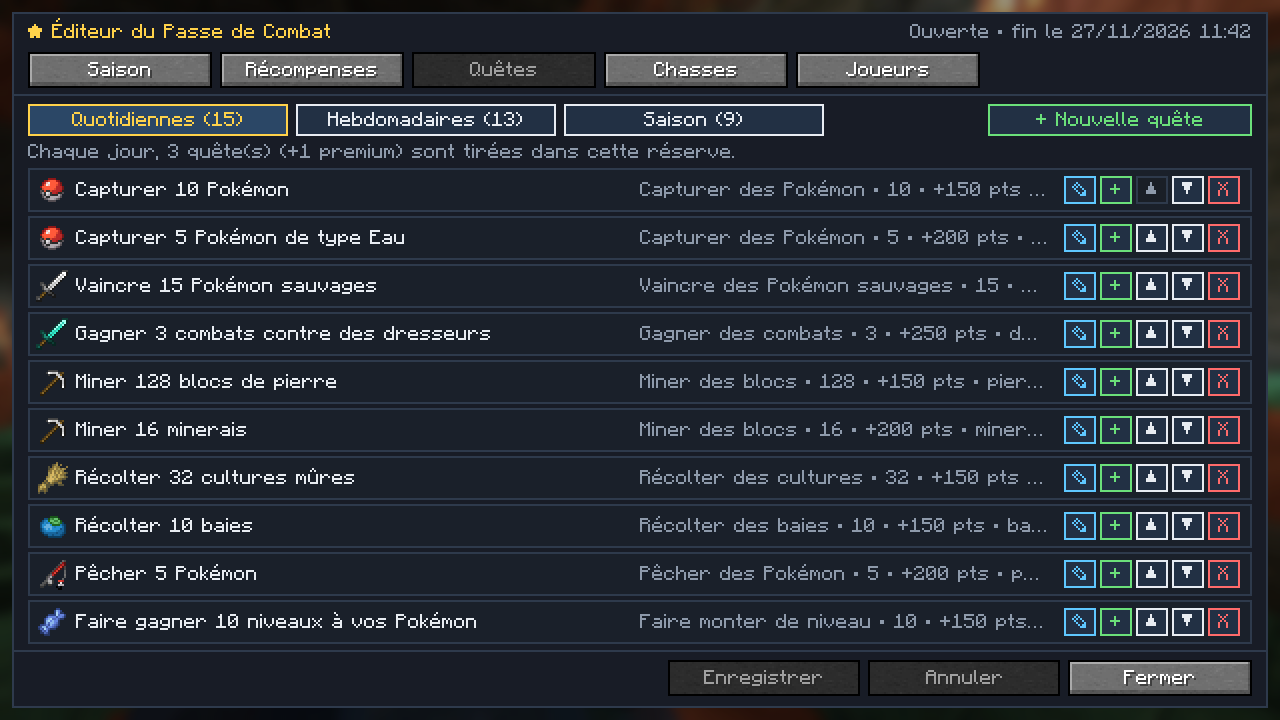 Éditeur du Passe de Combat
Ouverte • fin le 27/11/2026 11:42
Saison
Récompenses
Quêtes
Chasses
Joueurs
Quotidiennes (15)
Hebdomadaires (13)
Saison (9)
+ Nouvelle quête
Chaque jour, 3 quête(s) (+1 premium) sont tirées dans cette réserve.
Capturer 10 Pokémon
Capturer des Pokémon • 10 • +150 pts ...
+ ▲ ▼ X
Capturer 5 Pokémon de type Eau
Capturer des Pokémon • 5 • +200 pts • ...
+ ▲ ▼ X
Vaincre 15 Pokémon sauvages
Vaincre des Pokémon sauvages • 15 • ...
+ ▲ ▼ X
Gagner 3 combats contre des dresseurs
Gagner des combats • 3 • +250 pts • d...
+ ▲ ▼ X
Miner 128 blocs de pierre
Miner des blocs • 128 • +150 pts • pier...
+ ▲ ▼ X
Miner 16 minerais
Miner des blocs • 16 • +200 pts • miner...
+ ▲ ▼ X
Récolter 32 cultures mûres
Récolter des cultures • 32 • +150 pts ...
+ ▲ ▼ X
Récolter 10 baies
Récolter des baies • 10 • +150 pts • ba...
+ ▲ ▼ X
Pêcher 5 Pokémon
Pêcher des Pokémon • 5 • +200 pts • p...
+ ▲ ▼ X
Faire gagner 10 niveaux à vos Pokémon
Faire monter de niveau • 10 • +150 pts...
+ ▲ ▼ X
Enregistrer
Annuler
Fermer